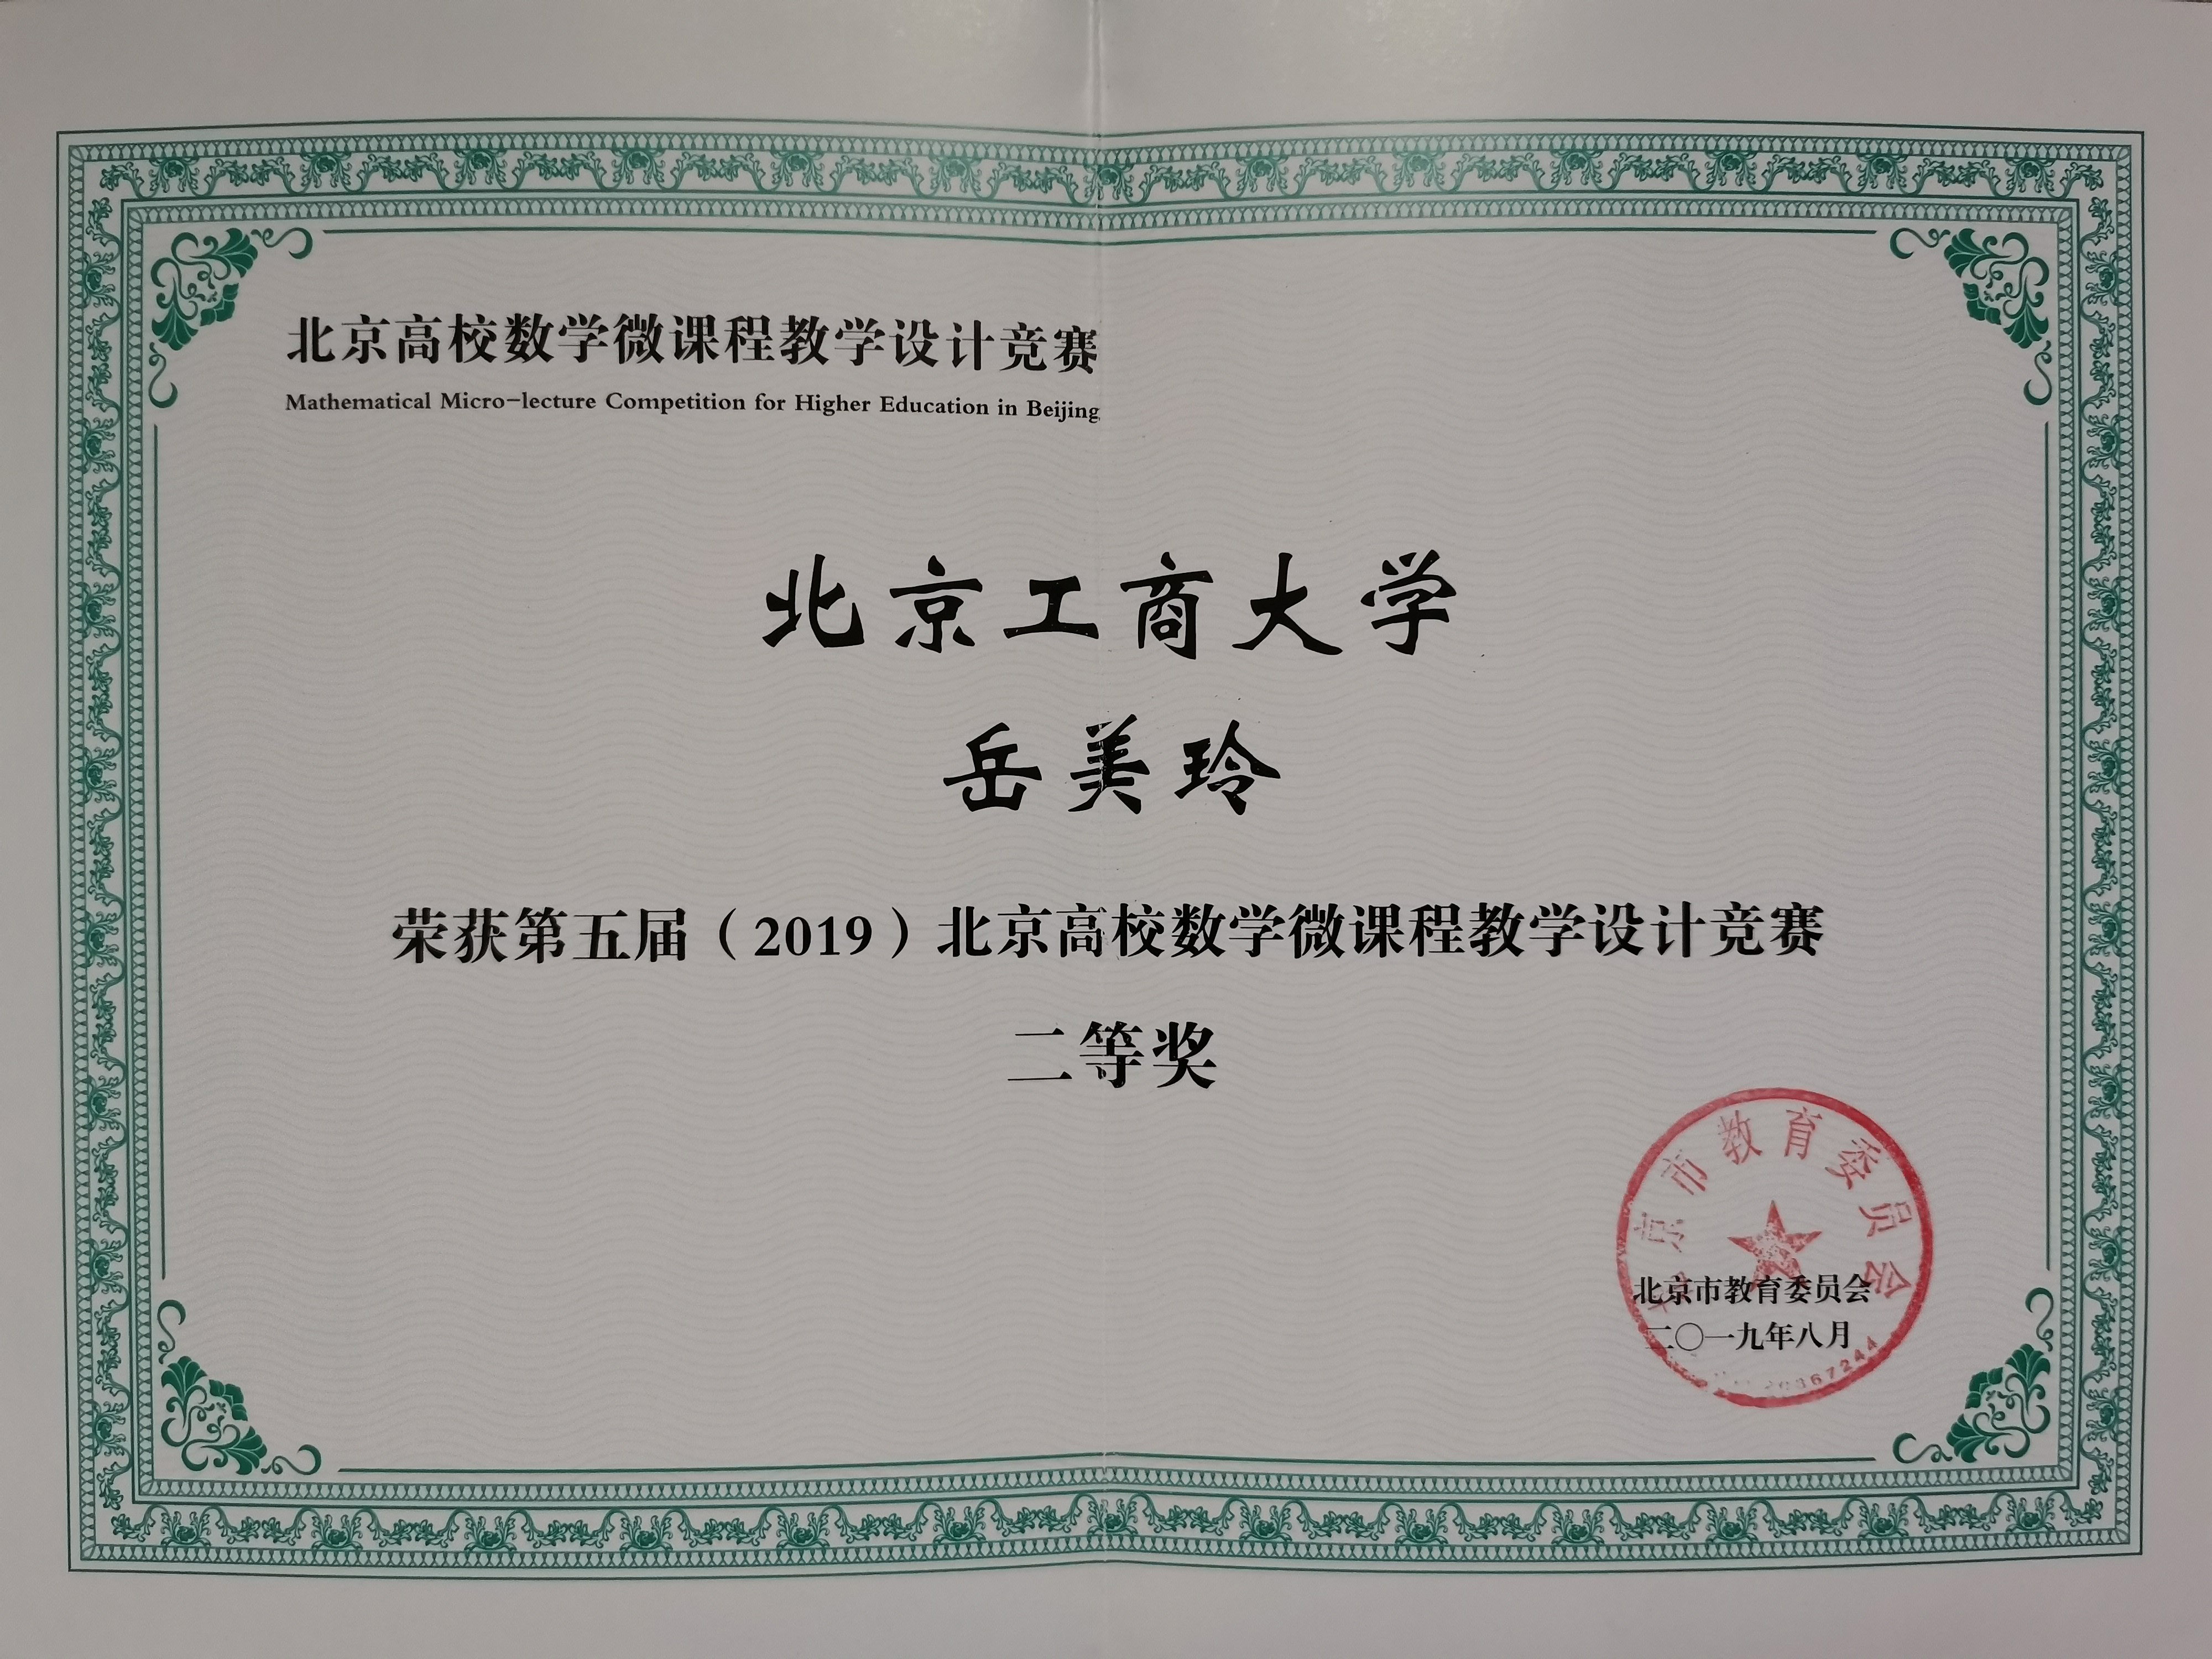 北京高校数学微课程教学设计竞赛
Mathematical Micro-lecture Competition for Higher Education in Beijing
北京工商大学
岳美玲
荣获第五届（2019）北京高校数学微课程教学设计竞赛
二等奖
北京市教育委员会
北京市教育委员会
二〇一九年八月